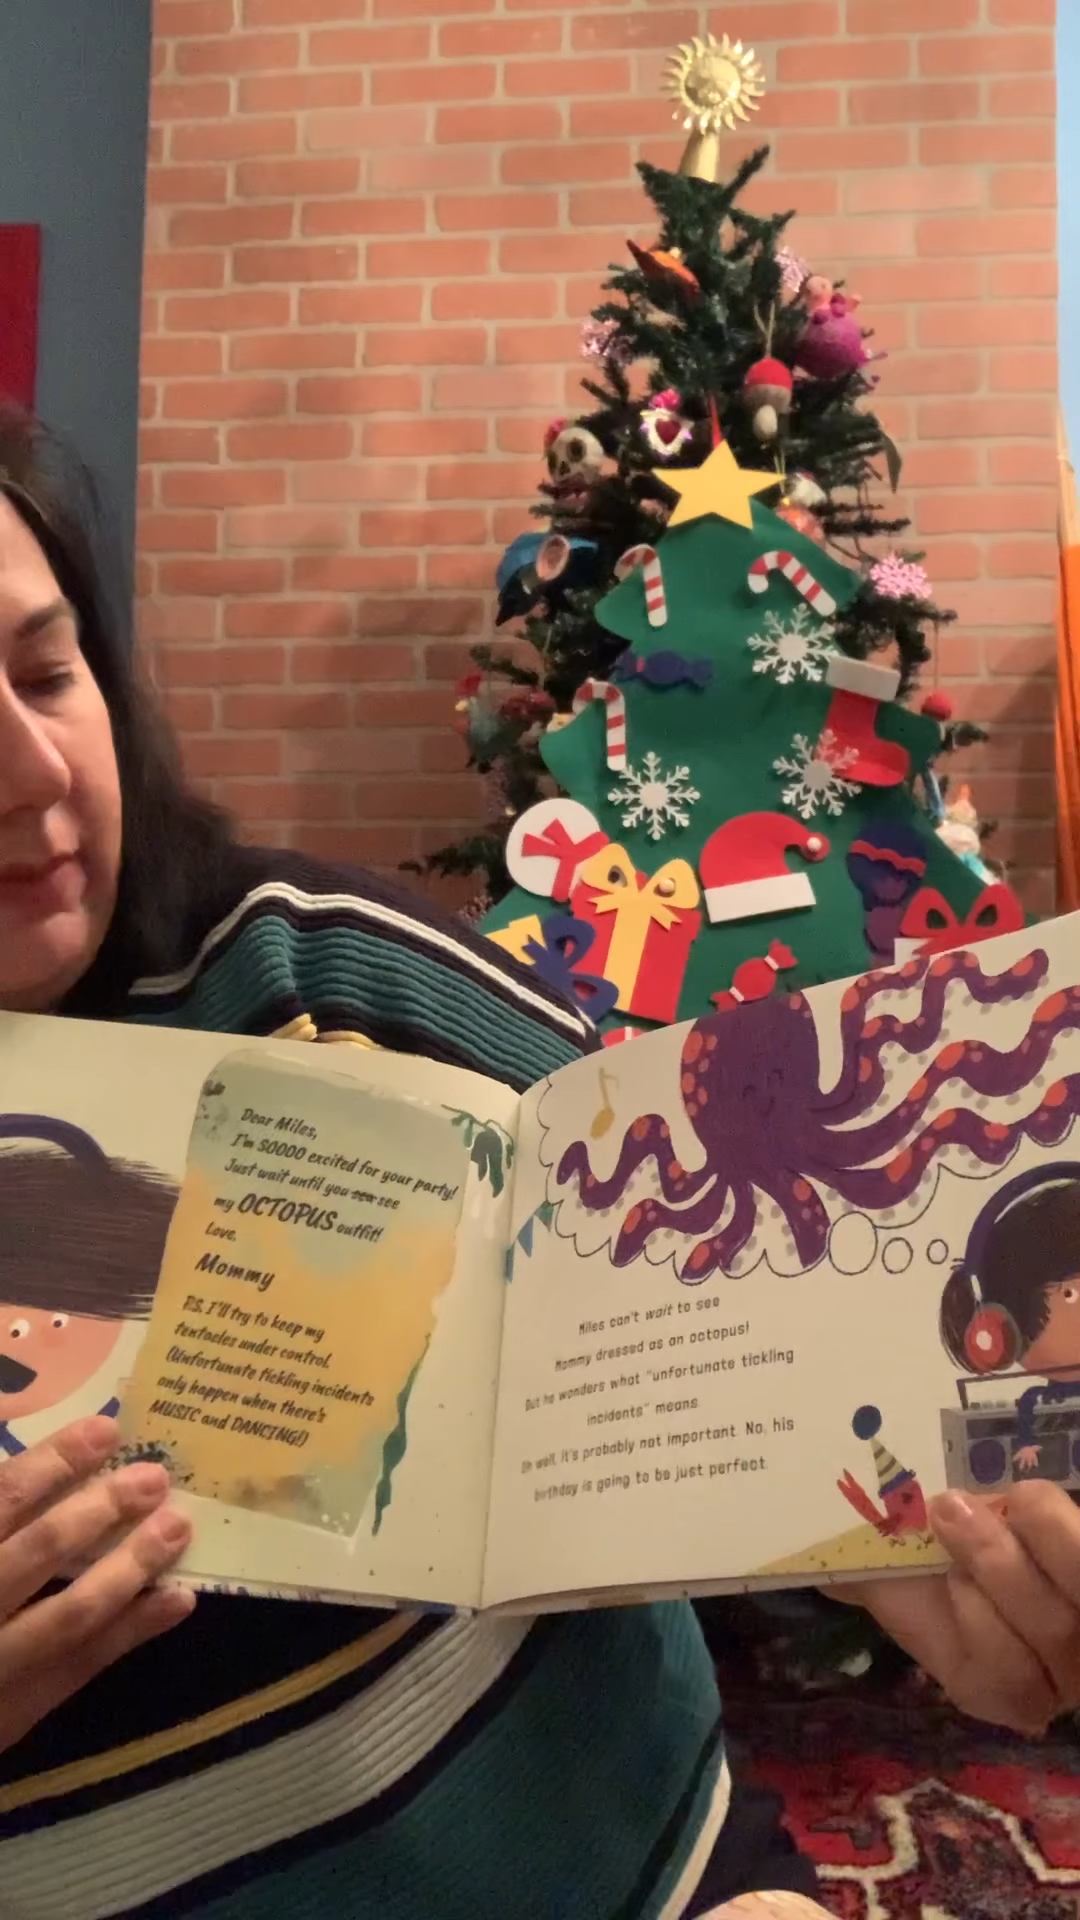 Dear Miles,
I'm SOOOO excited for your party!
Just wait until you sea see
my OCTOPUS outfit!
Love,
Mommy
P.S. I'll try to keep my
tentacles under control.
(Unfortunate tickling incidents
only happen when there's
MUSIC and DANCING!)
Miles can't wait to see
Mommy dressed as an octopus!
But he wonders what "unfortunate tickling
incidents" means.
Oh well, it's probably not important. No, his
birthday is going to be just perfect.